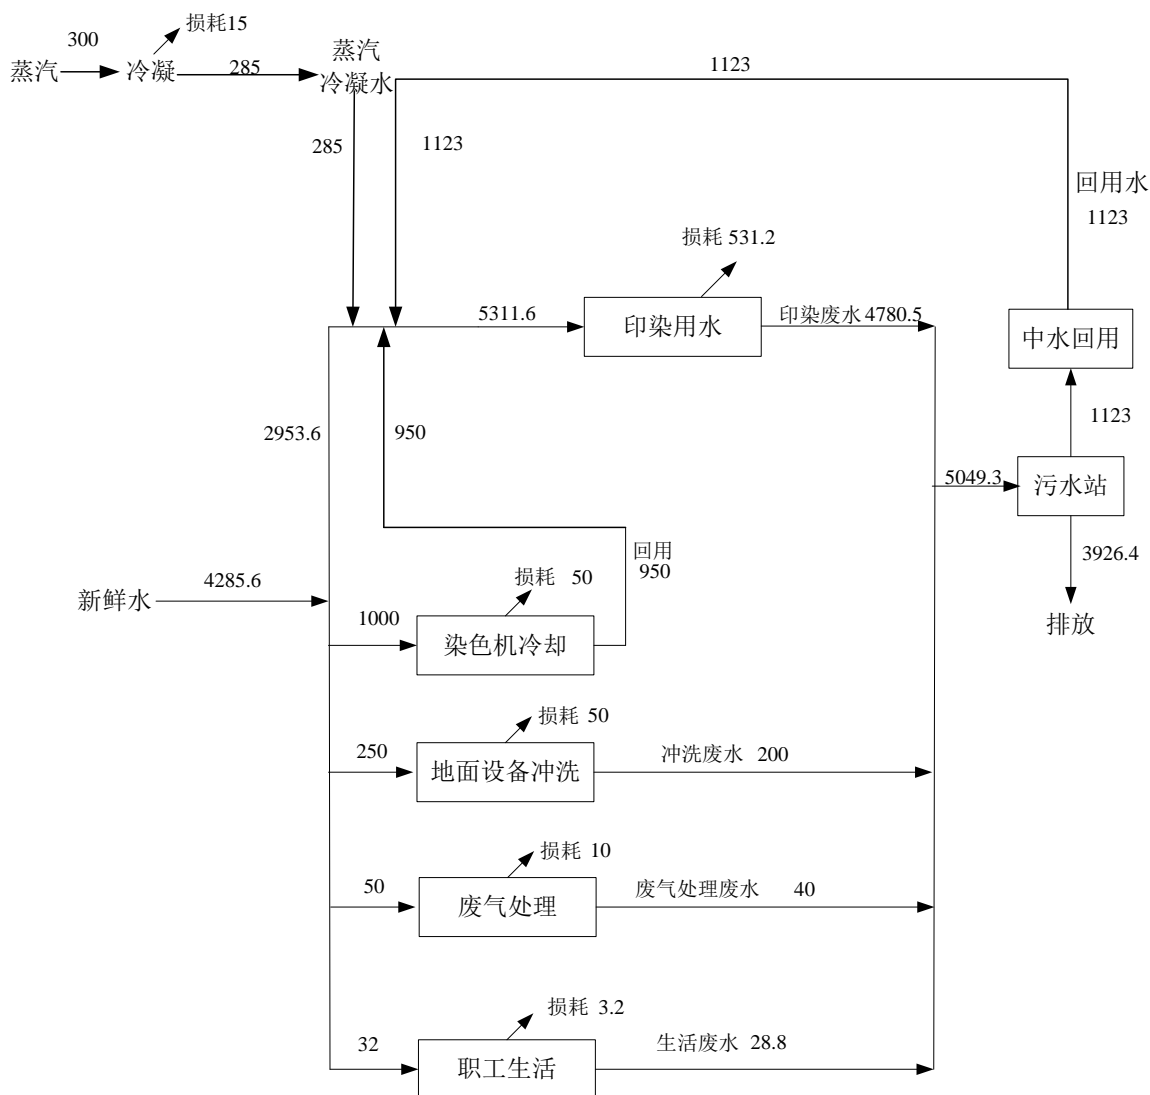 损耗15
300
蒸汽
冷凝
285
蒸汽
冷凝水
1123
285
1123
回用水
1123
损耗 531.2
5311.6
印染用水
印染废水 4780.5
中水回用
2953.6
950
1123
5049.3
污水站
回用
950
3926.4
新鲜水
4285.6
损耗 50
排放
1000
染色机冷却
损耗 50
250
地面设备冲洗
冲洗废水 200
损耗 10
50
废气处理
废气处理废水 40
损耗 3.2
32
职工生活
生活废水 28.8